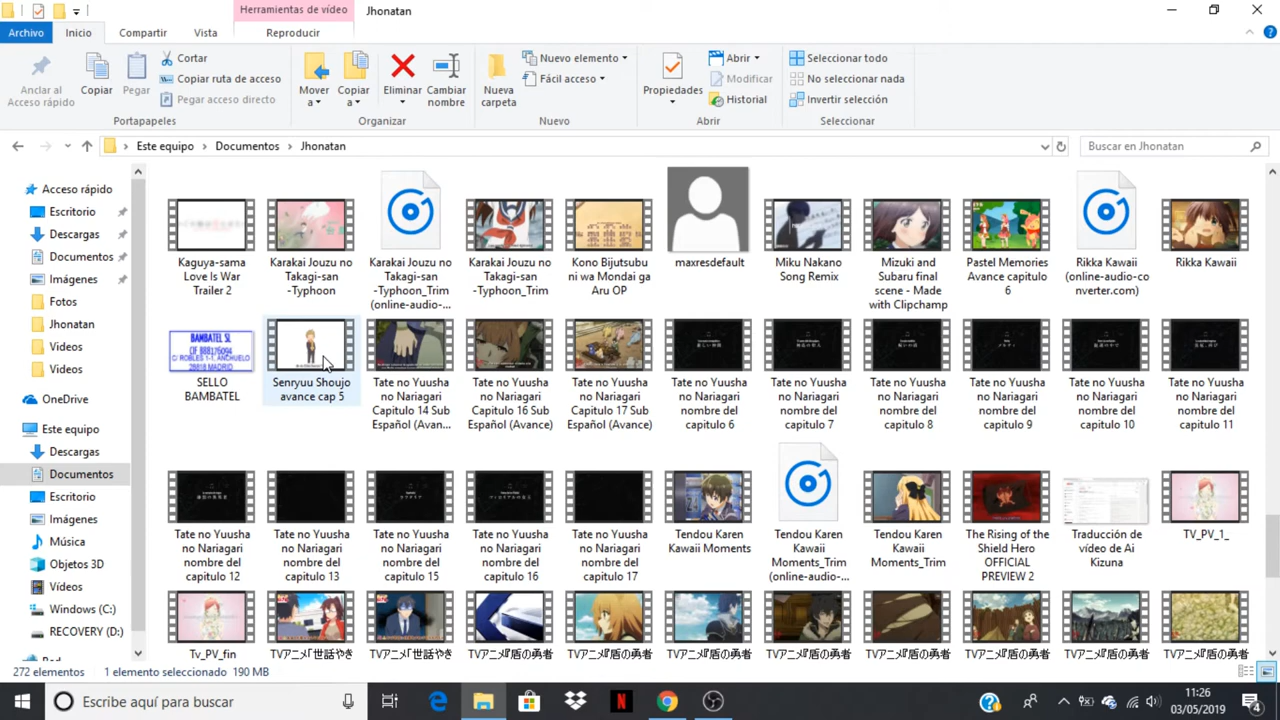 Herramientas de vídeo
Jhonatan
Archivo
Inicio
Compartir
Vista
Reproducir
Anclar al
Acceso rápido
Copiar
Pegar
Cortar
Copiar ruta de acceso
Pegar acceso directo
Portapapeles
Mover
a
Copiar
a
Eliminar
Cambiar
nombre
Organizar
Nueva
carpeta
Nuevo elemento
Fácil acceso
Nuevo
Propiedades
Abrir
Modificar
Historial
Abrir
Seleccionar todo
No seleccionar nada
Invertir selección
Seleccionar
Este equipo > Documentos > Jhonatan
Buscar en Jhonatan
Acceso rápido
Escritorio
Descargas
Documentos
Imágenes
Fotos
Jhonatan
Videos
Videos
OneDrive
Este equipo
Descargas
Documentos
Escritorio
Imágenes
Música
Objetos 3D
Vídeos
Windows (C:)
RECOVERY (D:)
Kaguya-sama
Love Is War
Trailer 2
Karakai Jouzu no
Takagi-san
-Typhoon
Karakai Jouzu no
Takagi-san
-Typhoon_Trim
(online-audio-...
Karakai Jouzu no
Takagi-san
-Typhoon_Trim
Kono Bijutsubu
ni wa Mondai ga
Aru OP
maxresdefault
Miku Nakano
Song Remix
Mizuki and
Subaru final
scene - Made
with Clipchamp
Pastel Memories
Avance capitulo
6
Rikka Kawaii
(online-audio-co
nverter.com)
Rikka Kawaii
BAMBATEL SL
CIF B88176094
C/ ROBLES 1-1. ANCHUELO
28818 MADRID
SELLO
BAMBATEL
Senryuu Shoujo
avance cap 5
Tate no Yuusha
no Nariagari
Capitulo 14 Sub
Español (Avan...
Tate no Yuusha
no Nariagari
Capitulo 16 Sub
Español (Avance)
Tate no Yuusha
no Nariagari
Capitulo 17 Sub
Español (Avance)
Tate no Yuusha
no Nariagari
nombre del
capitulo 6
Tate no Yuusha
no Nariagari
nombre del
capitulo 7
Tate no Yuusha
no Nariagari
nombre del
capitulo 8
Tate no Yuusha
no Nariagari
nombre del
capitulo 9
Tate no Yuusha
no Nariagari
nombre del
capitulo 10
Tate no Yuusha
no Nariagari
nombre del
capitulo 11
Tate no Yuusha
no Nariagari
nombre del
capitulo 12
Tate no Yuusha
no Nariagari
nombre del
capitulo 13
Tate no Yuusha
no Nariagari
nombre del
capitulo 15
Tate no Yuusha
no Nariagari
nombre del
capitulo 16
Tate no Yuusha
no Nariagari
nombre del
capitulo 17
Tendou Karen
Kawaii Moments
Tendou Karen
Kawaii
Moments_Trim
(online-audio-...
Tendou Karen
Kawaii
Moments_Trim
The Rising of the
Shield Hero
OFFICIAL
PREVIEW 2
Traducción de
vídeo de Ai
Kizuna
TV_PV_1_
Tv_PV_fin
TVアニメ「世話やき
TVアニメ「世話やき
TVアニメ『盾の勇者
TVアニメ『盾の勇者
TVアニメ『盾の勇者
TVアニメ『盾の勇者
TVアニメ『盾の勇者
TVアニメ『盾の勇者
TVアニメ『盾の勇者
TVアニメ『盾の勇者
272 elementos
1 elemento seleccionado 190 MB
Escribe aquí para buscar
11:26
03/05/2019
4